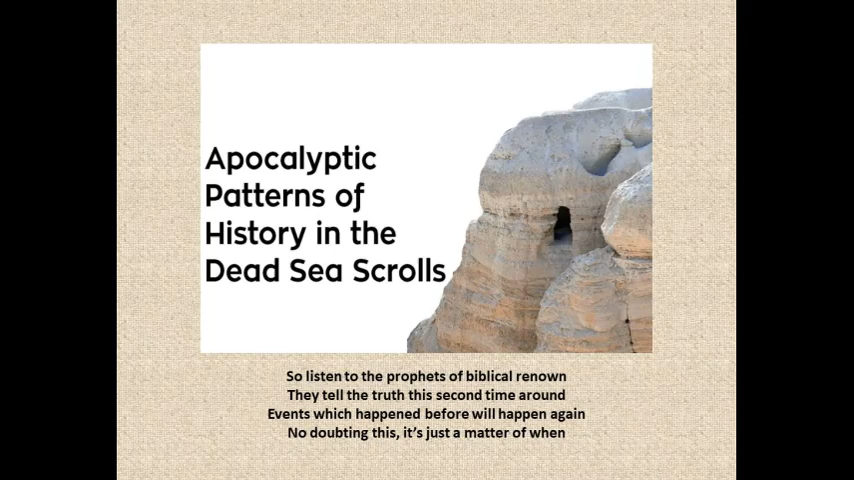 Apocalyptic
Patterns of
History in the
Dead Sea Scrolls
So listen to the prophets of biblical renown
They tell the truth this second time around
Events which happened before will happen again
No doubting this, it’s just a matter of when